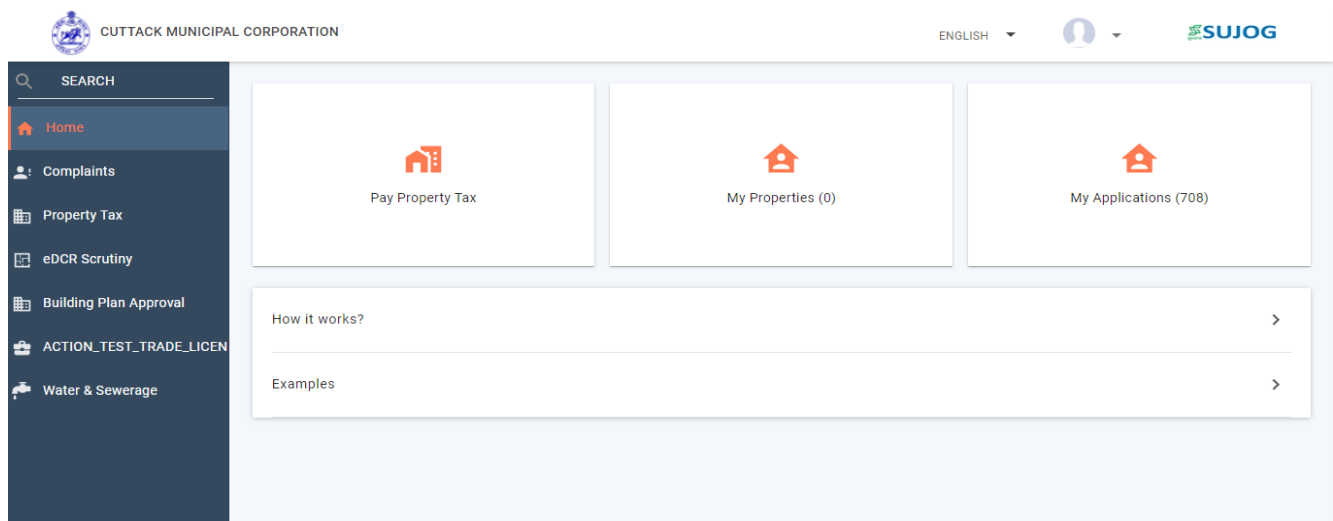 CUTTACK MUNICIPAL CORPORATION
ENGLISH
SUJOG
SEARCH
Home
Complaints
Property Tax
eDCR Scrutiny
Building Plan Approval
ACTION_TEST_TRADE_LICEN
Water & Sewerage
Pay Property Tax
My Properties (0)
My Applications (708)
How it works?
Examples